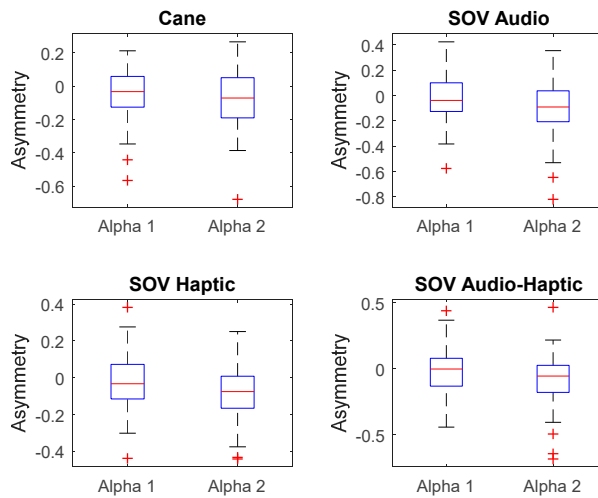 Cane
Asymmetry
0.2
0
-0.2
-0.4
-0.6
Alpha 1 Alpha 2
SOV Audio
Asymmetry
0.4
0.2
0
-0.2
-0.4
-0.6
-0.8
Alpha 1 Alpha 2
SOV Haptic
Asymmetry
0.4
0.2
0
-0.2
-0.4
Alpha 1 Alpha 2
SOV Audio-Haptic
Asymmetry
0.5
0
-0.5
Alpha 1 Alpha 2